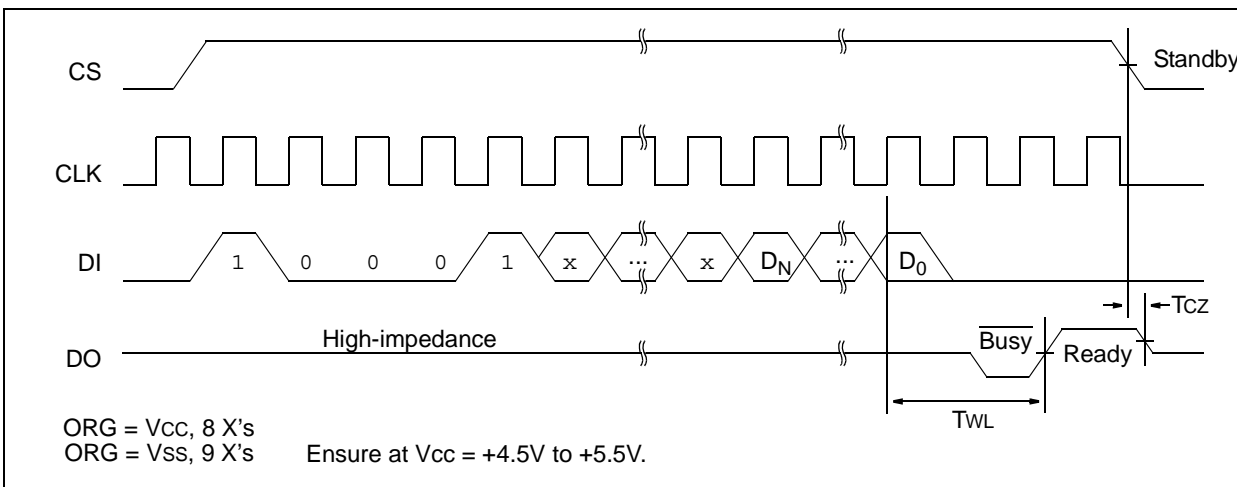 CS
Standby
CLK
DI
1 0 0 0 1 x ... x DN ... D0
TCZ
High-impedance
DO
Busy
Ready
TWL
ORG = VCC, 8 X's
ORG = VSS, 9 X's
Ensure at Vcc = +4.5V to +5.5V.